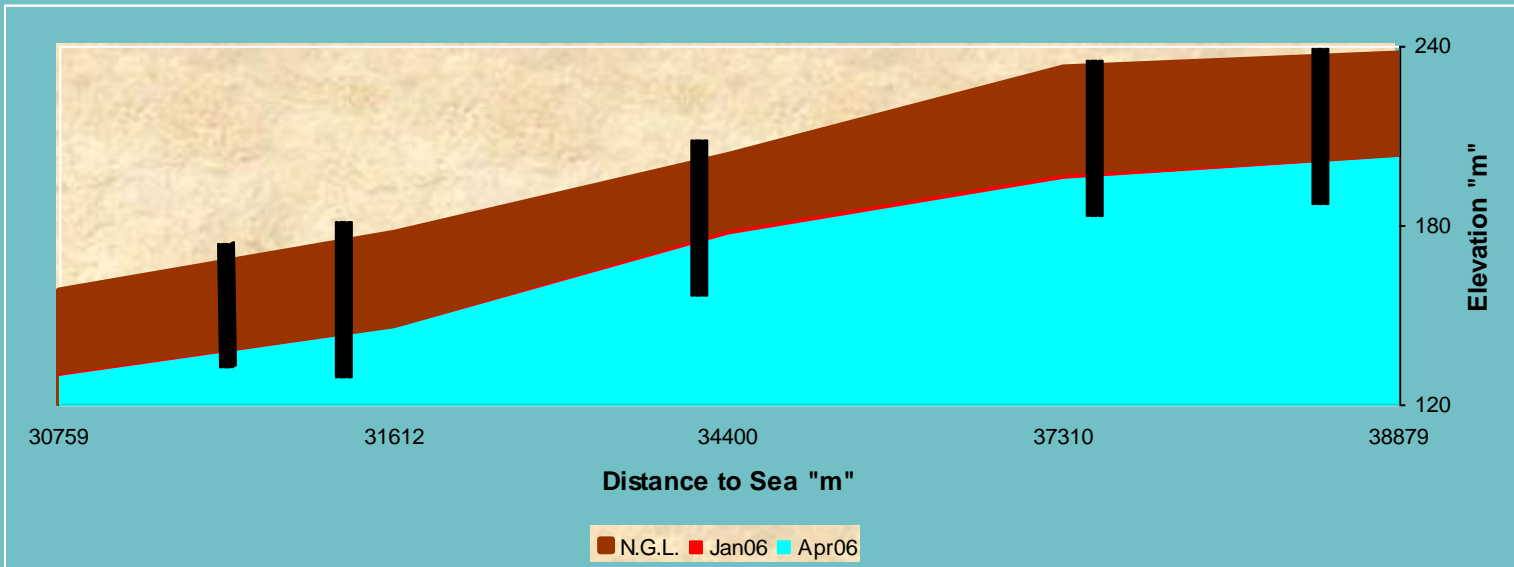 240
180
120
Elevation "m"
30759 31612 34400 37310 38879
Distance to Sea "m"
N.G.L. Jan06 Apr06